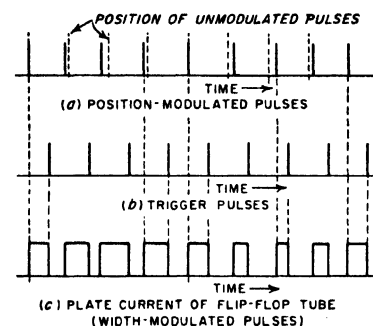 POSITION OF UNMODULATED PULSES
TIME
(a) POSITION-MODULATED PULSES
TIME
(b) TRIGGER PULSES
TIME
(c) PLATE CURRENT OF FLIP-FLOP TUBE
(WIDTH-MODULATED PULSES)